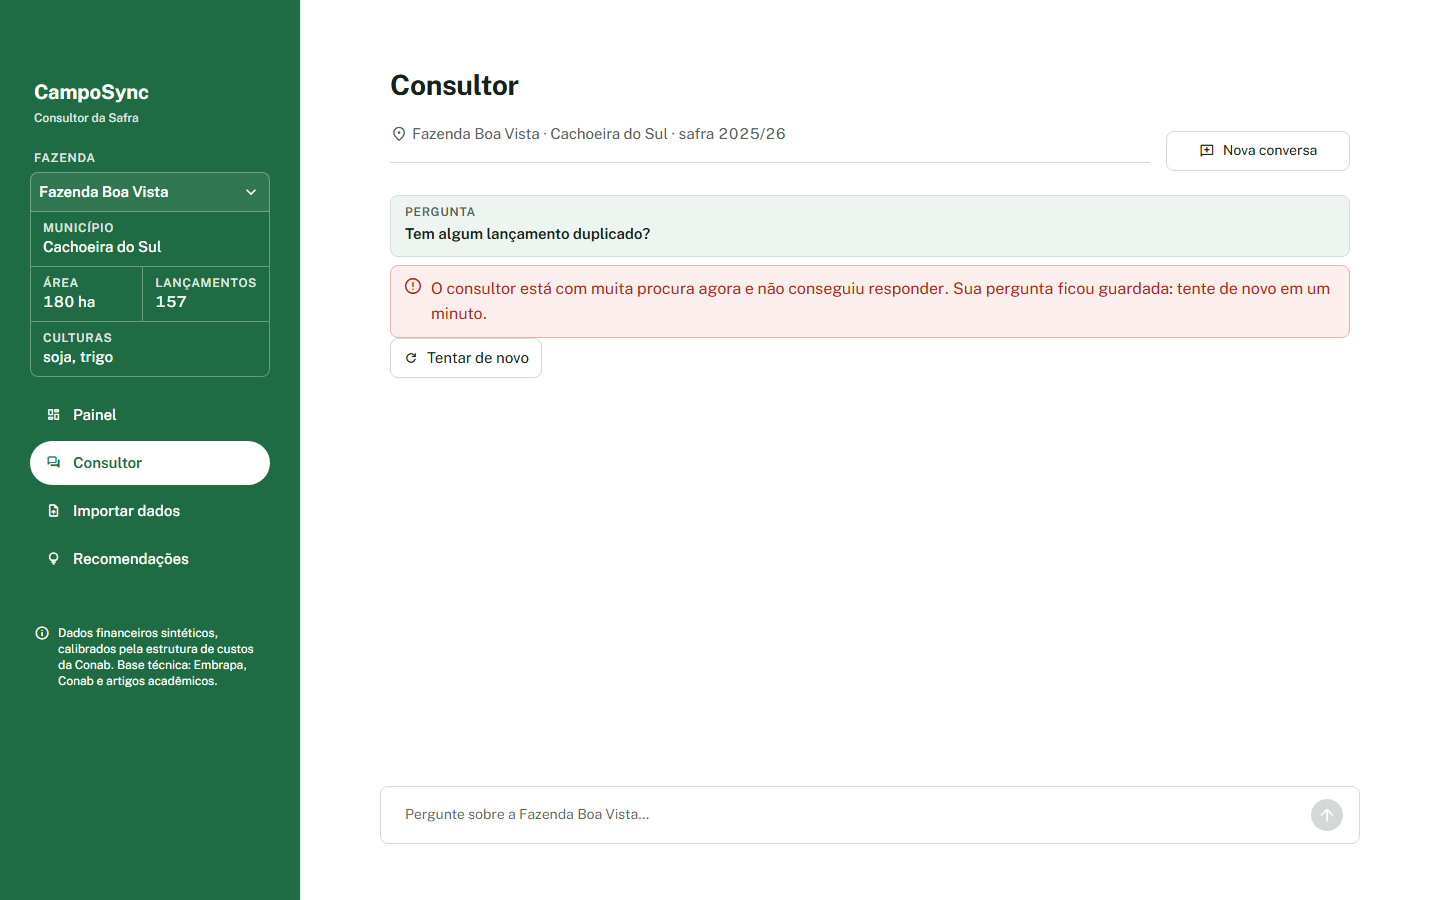 CampoSync
Consultor da Safra
FAZENDA
Fazenda Boa Vista
MUNICÍPIO
Cachoeira do Sul
ÁREA
180 ha
LANÇAMENTOS
157
CULTURAS
soja, trigo
Painel
Consultor
Importar dados
Recomendações
Dados financeiros sintéticos,
calibrados pela estrutura de custos
da Conab. Base técnica: Embrapa,
Conab e artigos acadêmicos.
Consultor
Fazenda Boa Vista · Cachoeira do Sul · safra 2025/26
Nova conversa
PERGUNTA
Tem algum lançamento duplicado?
O consultor está com muita procura agora e não conseguiu responder. Sua pergunta ficou guardada: tente de novo em um
minuto.
Tentar de novo
Pergunte sobre a Fazenda Boa Vista...